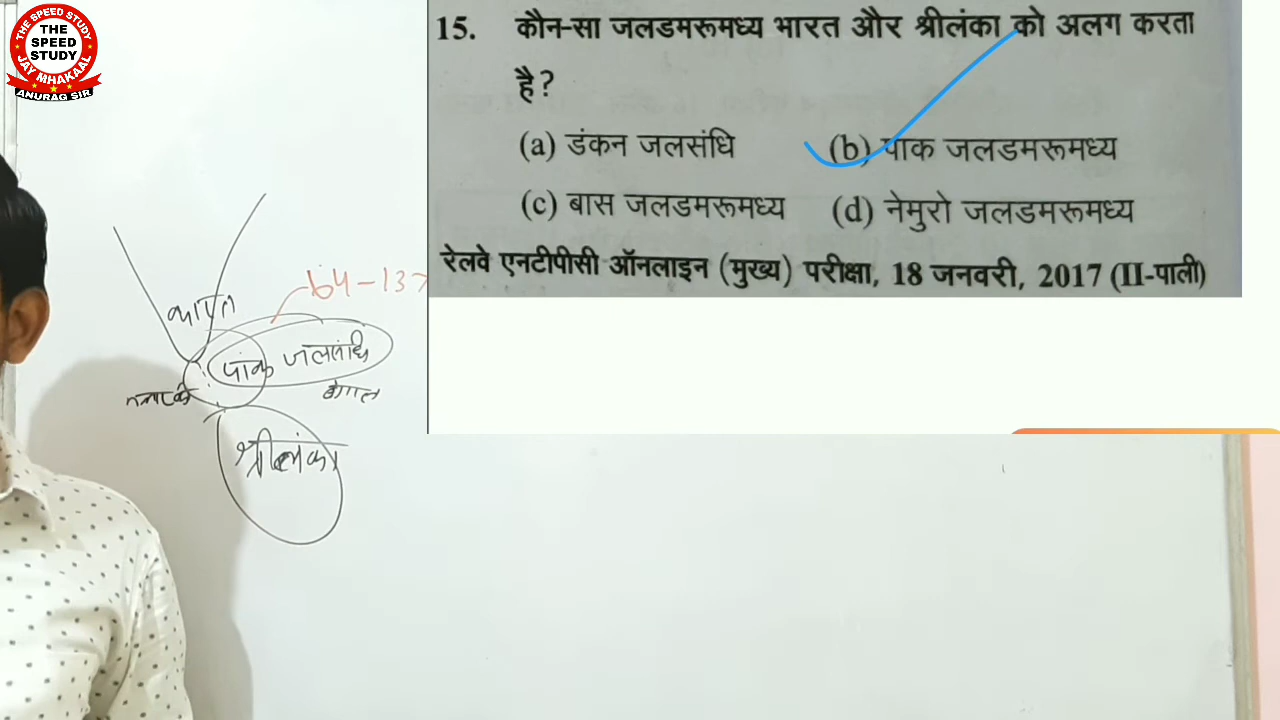 THE SPEED STUDY
THE
SPEED
STUDY
JAY MHAKAAL
ANURAG SIR
15. कौन-सा जलडमरूमध्य भारत और श्रीलंका को अलग करता
है?
(a) डंकन जलसंधि (b) पाक जलडमरूमध्य
(c) बास जलडमरूमध्य (d) नेमुरो जलडमरूमध्य
रेलवे एनटीपीसी ऑनलाइन (मुख्य) परीक्षा, 18 जनवरी, 2017 (II-पाली)
64-137
भारत
पांक जलसंधि
श्रीलंका